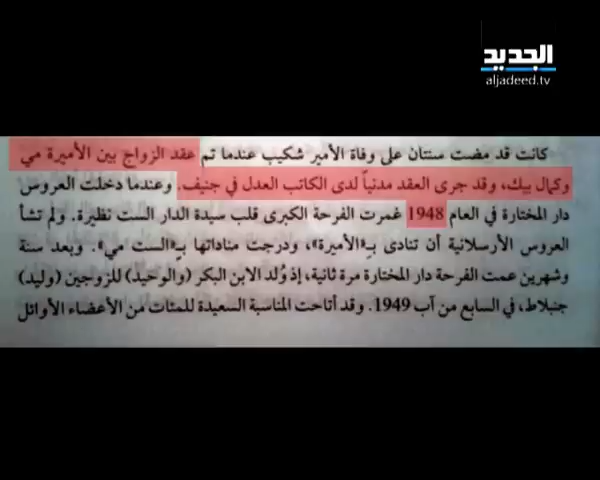 الجديد
aljadeed.tv
كانت قد مضت سنتان على وفاة الأمير شكيب عندما تم عقد الزواج بين الأميرة مي
وكمال بيك، وقد جرى العقد مدنياً لدى الكاتب العدل في جنيف. وعندما دخلت العروس
دار المختارة في العام 1948 غمرت الفرحة الكبرى قلب سيدة الدار الست نظيرة. ولم تشأ
العروس الأرسلانية أن تنادى بـ«الأميرة»، ودرجت مناداتها بـ«الست مي». وبعد سنة
وشهرين عمت الفرحة دار المختارة مرة ثانية، إذ وُلد الابن البكر (والوحيد) للزوجين (وليد)
جنبلاط، في السابع من آب 1949. وقد أتاحت المناسبة السعيدة للمئات من الأعضاء الأوائل